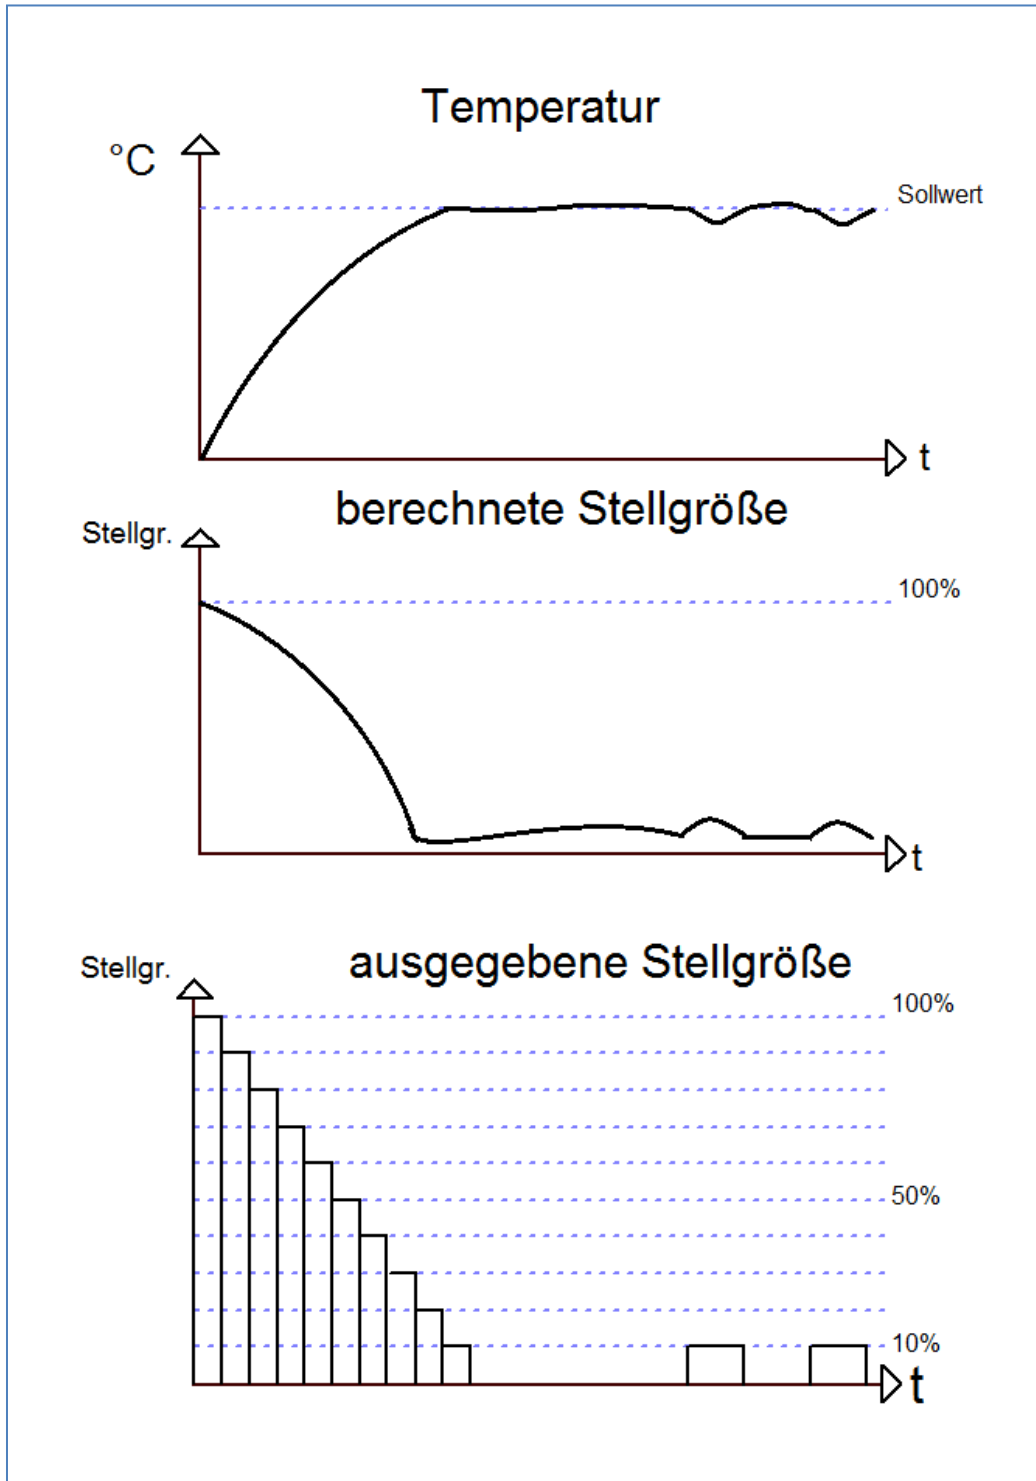 Temperatur
°C
Sollwert
t
berechnete Stellgröße
Stellgr.
100%
t
ausgegebene Stellgröße
Stellgr.
100%
50%
10%
t